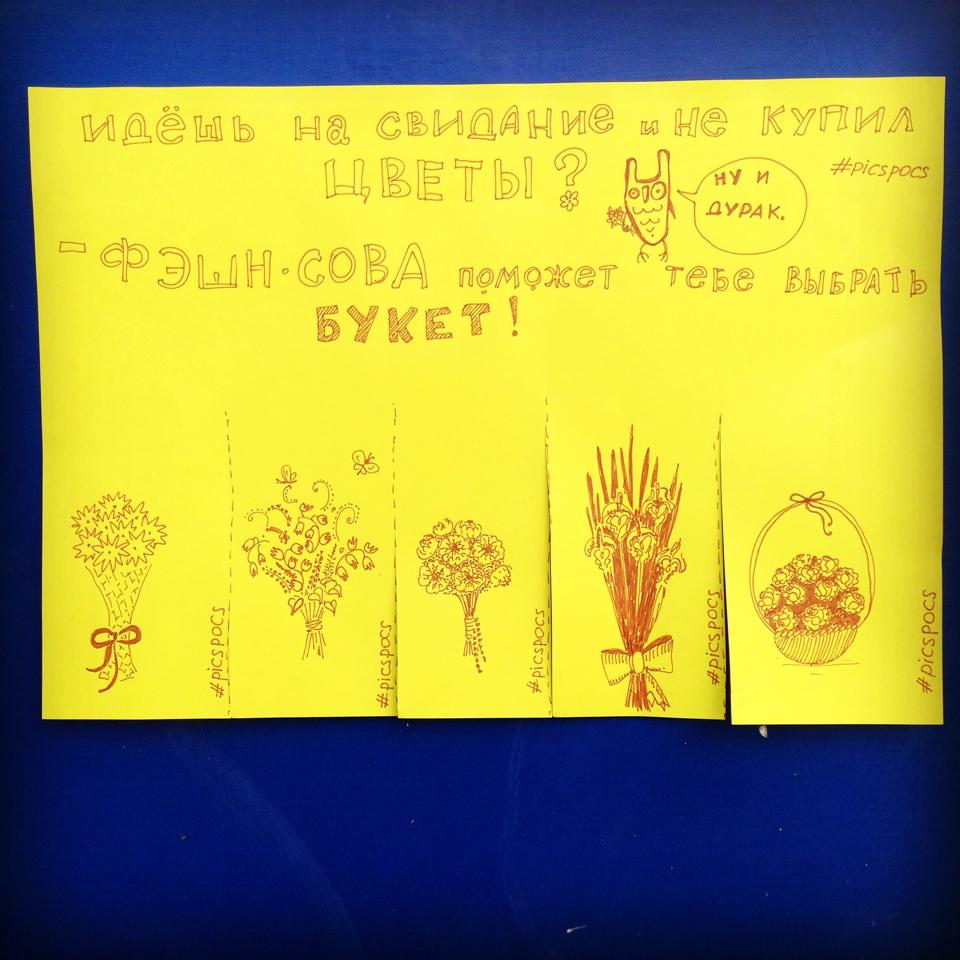 идёшь на свидание и не купил
цветы?
#picspocs
ну и
дурак.
- Фэшн-сова поможет тебе выбрать
букет!
#picspocs
#picspocs
#picspocs
#picspocs
#picspocs